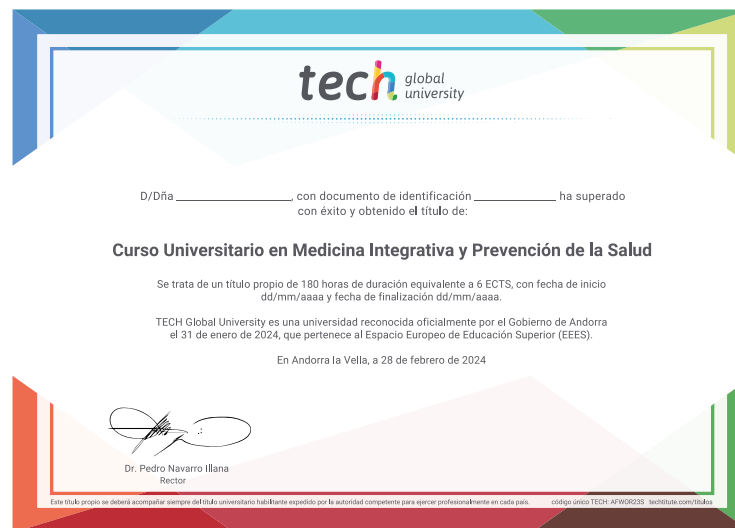 tech global university
D/Dña ____________________, con documento de identificación ______________ ha superado
con éxito y obtenido el título de:
Curso Universitario en Medicina Integrativa y Prevención de la Salud
Se trata de un título propio de 180 horas de duración equivalente a 6 ECTS, con fecha de inicio
dd/mm/aaaa y fecha de finalización dd/mm/aaaa.
TECH Global University es una universidad reconocida oficialmente por el Gobierno de Andorra
el 31 de enero de 2024, que pertenece al Espacio Europeo de Educación Superior (EEES).
En Andorra la Vella, a 28 de febrero de 2024
Dr. Pedro Navarro Illana
Rector
Este título propio se deberá acompañar siempre del título universitario habilitante expedido por la autoridad competente para ejercer profesionalmente en cada país. código único TECH: AFWOR23S techtitute.com/titulos